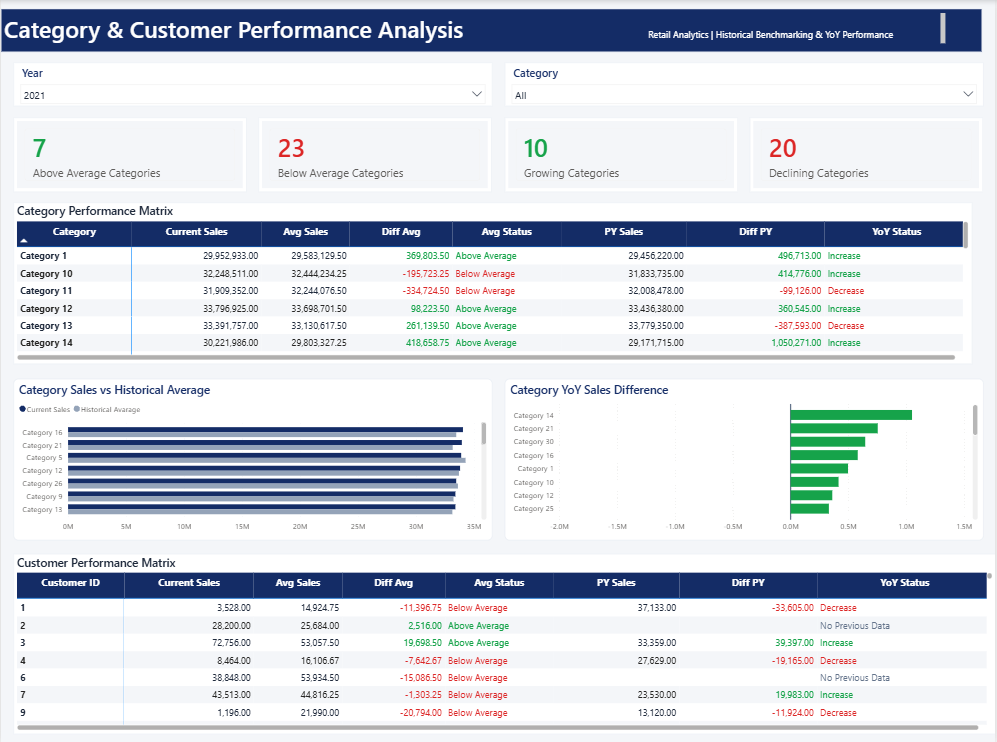 Category & Customer Performance Analysis
Retail Analytics | Historical Benchmarking & YoY Performance
Year
2021
Category
All
7
Above Average Categories
23
Below Average Categories
10
Growing Categories
20
Declining Categories
Category Performance Matrix
Category Current Sales Avg Sales Diff Avg Avg Status PY Sales Diff PY YoY Status
Category 1 29,952,933.00 29,583,129.50 369,803.50 Above Average 29,456,220.00 496,713.00 Increase
Category 10 32,248,511.00 32,444,234.25 -195,723.25 Below Average 31,833,735.00 414,776.00 Increase
Category 11 31,909,352.00 32,244,076.50 -334,724.50 Below Average 32,008,478.00 -99,126.00 Decrease
Category 12 33,796,925.00 33,698,701.50 98,223.50 Above Average 33,436,380.00 360,545.00 Increase
Category 13 33,391,757.00 33,130,617.50 261,139.50 Above Average 33,779,350.00 -387,593.00 Decrease
Category 14 30,221,986.00 29,803,327.25 418,658.75 Above Average 29,171,715.00 1,050,271.00 Increase
Category Sales vs Historical Average
Current Sales Historical Avarage
Category 16
Category 21
Category 5
Category 12
Category 26
Category 9
Category 13
0M 5M 10M 15M 20M 25M 30M 35M
Category YoY Sales Difference
Category 14
Category 21
Category 30
Category 16
Category 1
Category 10
Category 12
Category 25
-2.0M -1.5M -1.0M -0.5M 0.0M 0.5M 1.0M 1.5M
Customer Performance Matrix
Customer ID Current Sales Avg Sales Diff Avg Avg Status PY Sales Diff PY YoY Status
1 3,528.00 14,924.75 -11,396.75 Below Average 37,133.00 -33,605.00 Decrease
2 28,200.00 25,684.00 2,516.00 Above Average No Previous Data
3 72,756.00 53,057.50 19,698.50 Above Average 33,359.00 39,397.00 Increase
4 8,464.00 16,106.67 -7,642.67 Below Average 27,629.00 -19,165.00 Decrease
6 38,848.00 53,934.50 -15,086.50 Below Average No Previous Data
7 43,513.00 44,816.25 -1,303.25 Below Average 23,530.00 19,983.00 Increase
9 1,196.00 21,990.00 -20,794.00 Below Average 13,120.00 -11,924.00 Decrease